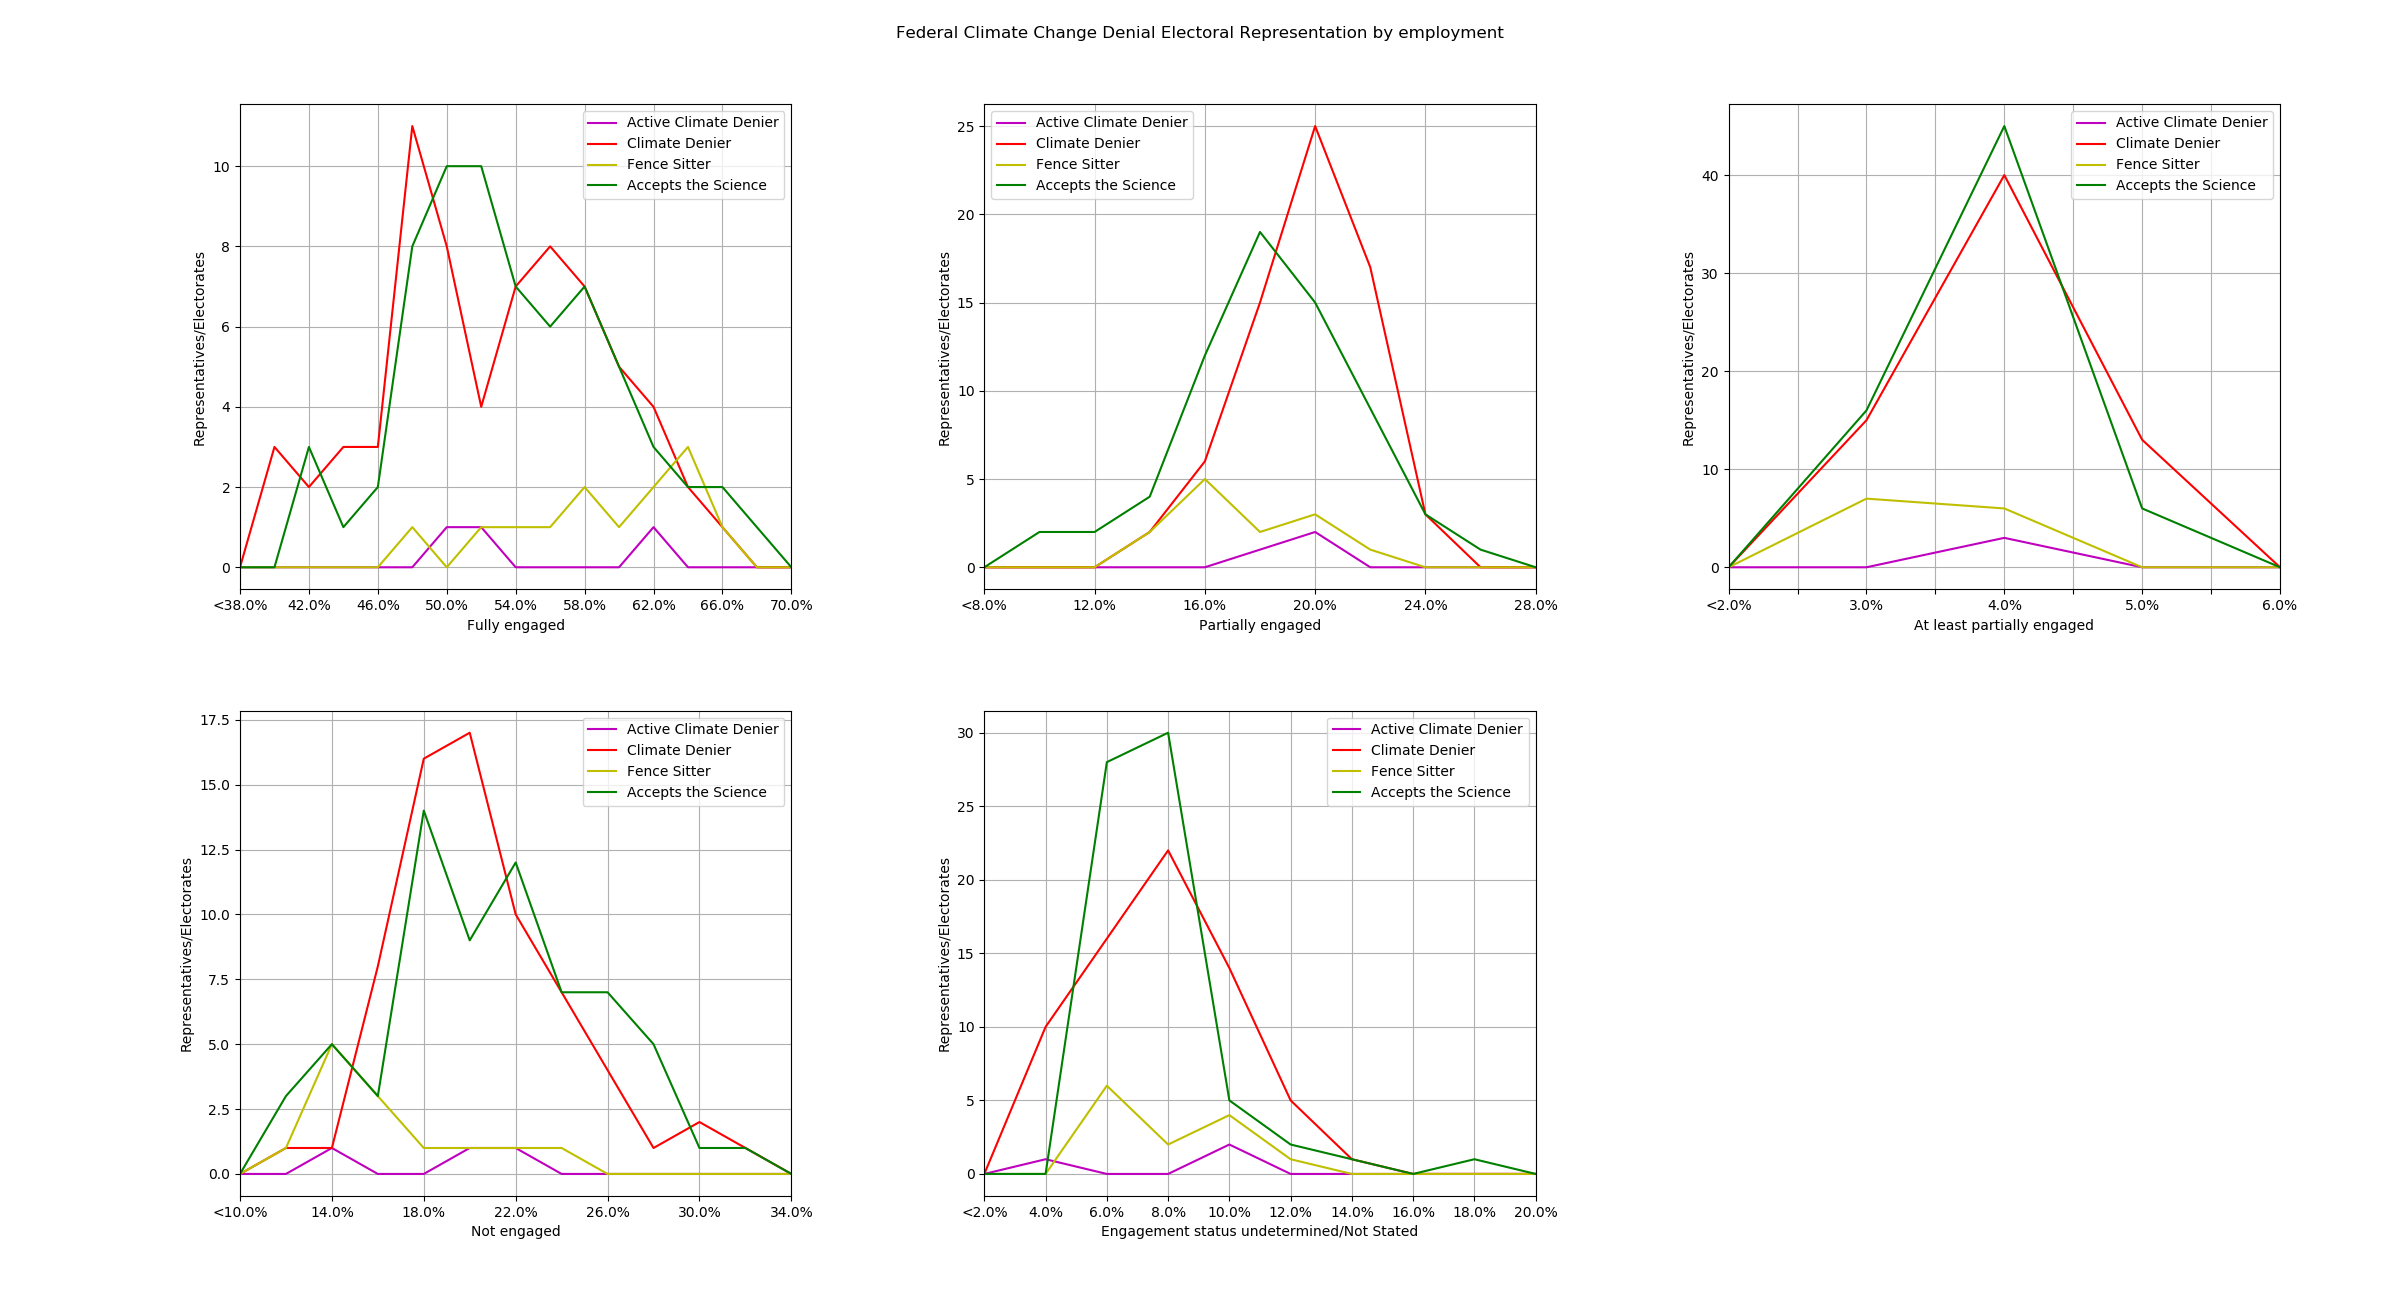 Federal Climate Change Denial Electoral Representation by employment
Active Climate Denier
Climate Denier
Fence Sitter
Accepts the Science
Representatives/Electorates
10
8
6
4
2
0
<38.0% 42.0% 46.0% 50.0% 54.0% 58.0% 62.0% 66.0% 70.0%
Fully engaged
Active Climate Denier
Climate Denier
Fence Sitter
Accepts the Science
Representatives/Electorates
25
20
15
10
5
0
<8.0% 12.0% 16.0% 20.0% 24.0% 28.0%
Partially engaged
Active Climate Denier
Climate Denier
Fence Sitter
Accepts the Science
Representatives/Electorates
40
30
20
10
0
<2.0% 3.0% 4.0% 5.0% 6.0%
At least partially engaged
Active Climate Denier
Climate Denier
Fence Sitter
Accepts the Science
Representatives/Electorates
17.5
15.0
12.5
10.0
7.5
5.0
2.5
0.0
<10.0% 14.0% 18.0% 22.0% 26.0% 30.0% 34.0%
Not engaged
Active Climate Denier
Climate Denier
Fence Sitter
Accepts the Science
Representatives/Electorates
30
25
20
15
10
5
0
<2.0% 4.0% 6.0% 8.0% 10.0% 12.0% 14.0% 16.0% 18.0% 20.0%
Engagement status undetermined/Not Stated